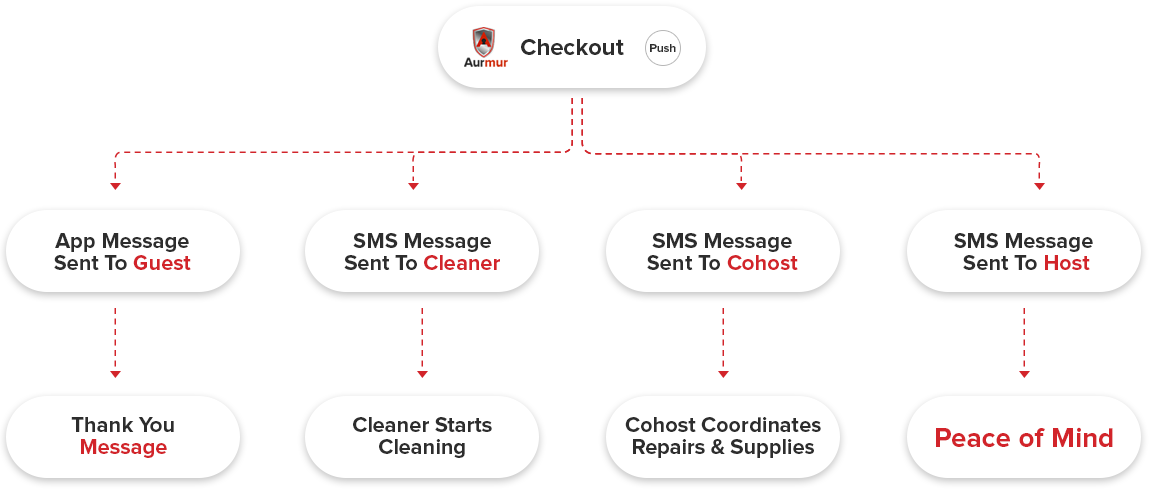 Aurmur
Checkout
Push
App Message
Sent To Guest
SMS Message
Sent To Cleaner
SMS Message
Sent To Cohost
SMS Message
Sent To Host
Thank You
Message
Cleaner Starts
Cleaning
Cohost Coordinates
Repairs & Supplies
Peace of Mind